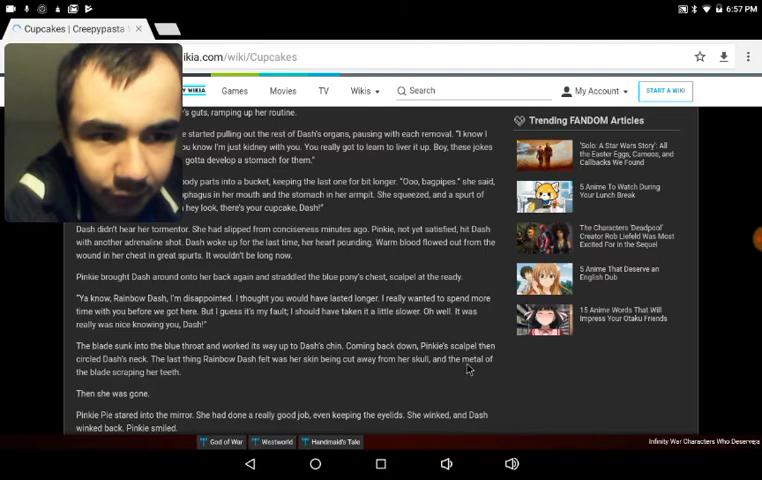 6:57 PM
Cupcakes | Creepypasta
ikia.com/wiki/Cupcakes
WIKIA Games Movies TV Wikis Search My Account START A WIKI
's guts, ramping up her routine.
e started pulling out the rest of Dash's organs, pausing with each removal. "I know I
ou know I'm just kidney with you. You really got to learn to liver it up. Boy, these jokes
gotta develop a stomach for them."
ody parts into a bucket, keeping the last one for bit longer. "Ooo, bagpipes." she said,
ophagus in her mouth and the stomach in her armpit. She squeezed, and a spurt of
hey look, there's your cupcake, Dash!"
Dash didn't hear her tormentor. She had slipped from conciseness minutes ago. Pinkie, not yet satisfied, hit Dash
with another adrenaline shot. Dash woke up for the last time, her heart pounding. Warm blood flowed out from the
wound in her chest in great spurts. It wouldn't be long now.
Pinkie brought Dash around onto her back again and straddled the blue pony's chest, scalpel at the ready.
"Ya know, Rainbow Dash, I'm disappointed. I thought you would have lasted longer. I really wanted to spend more
time with you before we got here. But I guess it's my fault; I should have taken it a little slower. Oh well. It was
really was nice knowing you, Dash!"
The blade sunk into the blue throat and worked its way up to Dash's chin. Coming back down, Pinkie's scalpel then
circled Dash's neck. The last thing Rainbow Dash felt was her skin being cut away from her skull, and the metal of
the blade scraping her teeth.
Then she was gone.
Pinkie Pie stared into the mirror. She had done a really good job, even keeping the eyelids. She winked, and Dash
winked back. Pinkie smiled.
Trending FANDOM Articles
'Solo: A Star Wars Story': All
the Easter Eggs, Cameos, and
Callbacks We Found
5 Anime To Watch During
Your Lunch Break
The Characters 'Deadpool'
Creator Rob Liefeld Was Most
Excited For in the Sequel
5 Anime That Deserve an
English Dub
15 Anime Words That Will
Impress Your Otaku Friends
God of War Westworld Handmaid's Tale Infinity War Characters Who Deserve